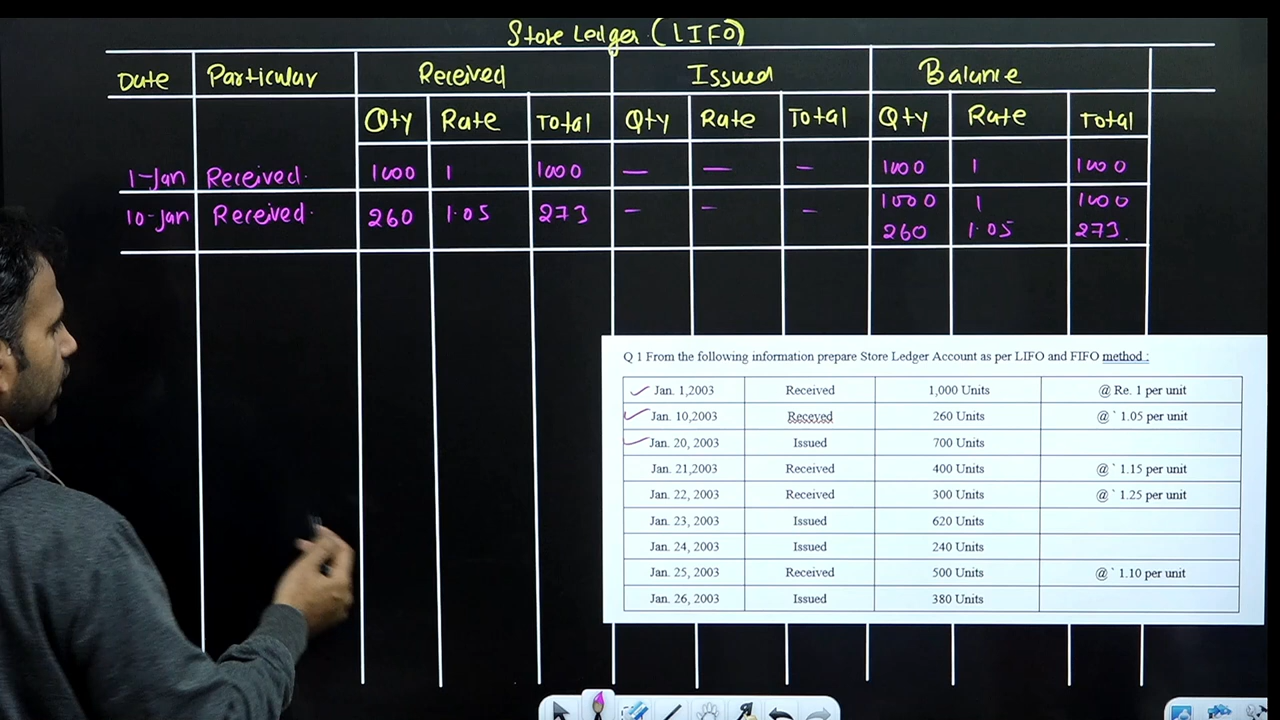 Store Ledger (LIFO)
Date Particular Received Issued Balance
Qty Rate Total Qty Rate Total Qty Rate Total
1-Jan Received. 1000 1 1000 — — — 1000 1 1000
10-Jan Received. 260 1.05 273 — — — 1000 1 1000
260 1.05 273.
Q 1 From the following information prepare Store Ledger Account as per LIFO and FIFO method :
Jan. 1,2003 Received 1,000 Units @ Re. 1 per unit
Jan. 10,2003 Receved 260 Units @ ` 1.05 per unit
Jan. 20, 2003 Issued 700 Units
Jan. 21,2003 Received 400 Units @ ` 1.15 per unit
Jan. 22, 2003 Received 300 Units @ ` 1.25 per unit
Jan. 23, 2003 Issued 620 Units
Jan. 24, 2003 Issued 240 Units
Jan. 25, 2003 Received 500 Units @ ` 1.10 per unit
Jan. 26, 2003 Issued 380 Units